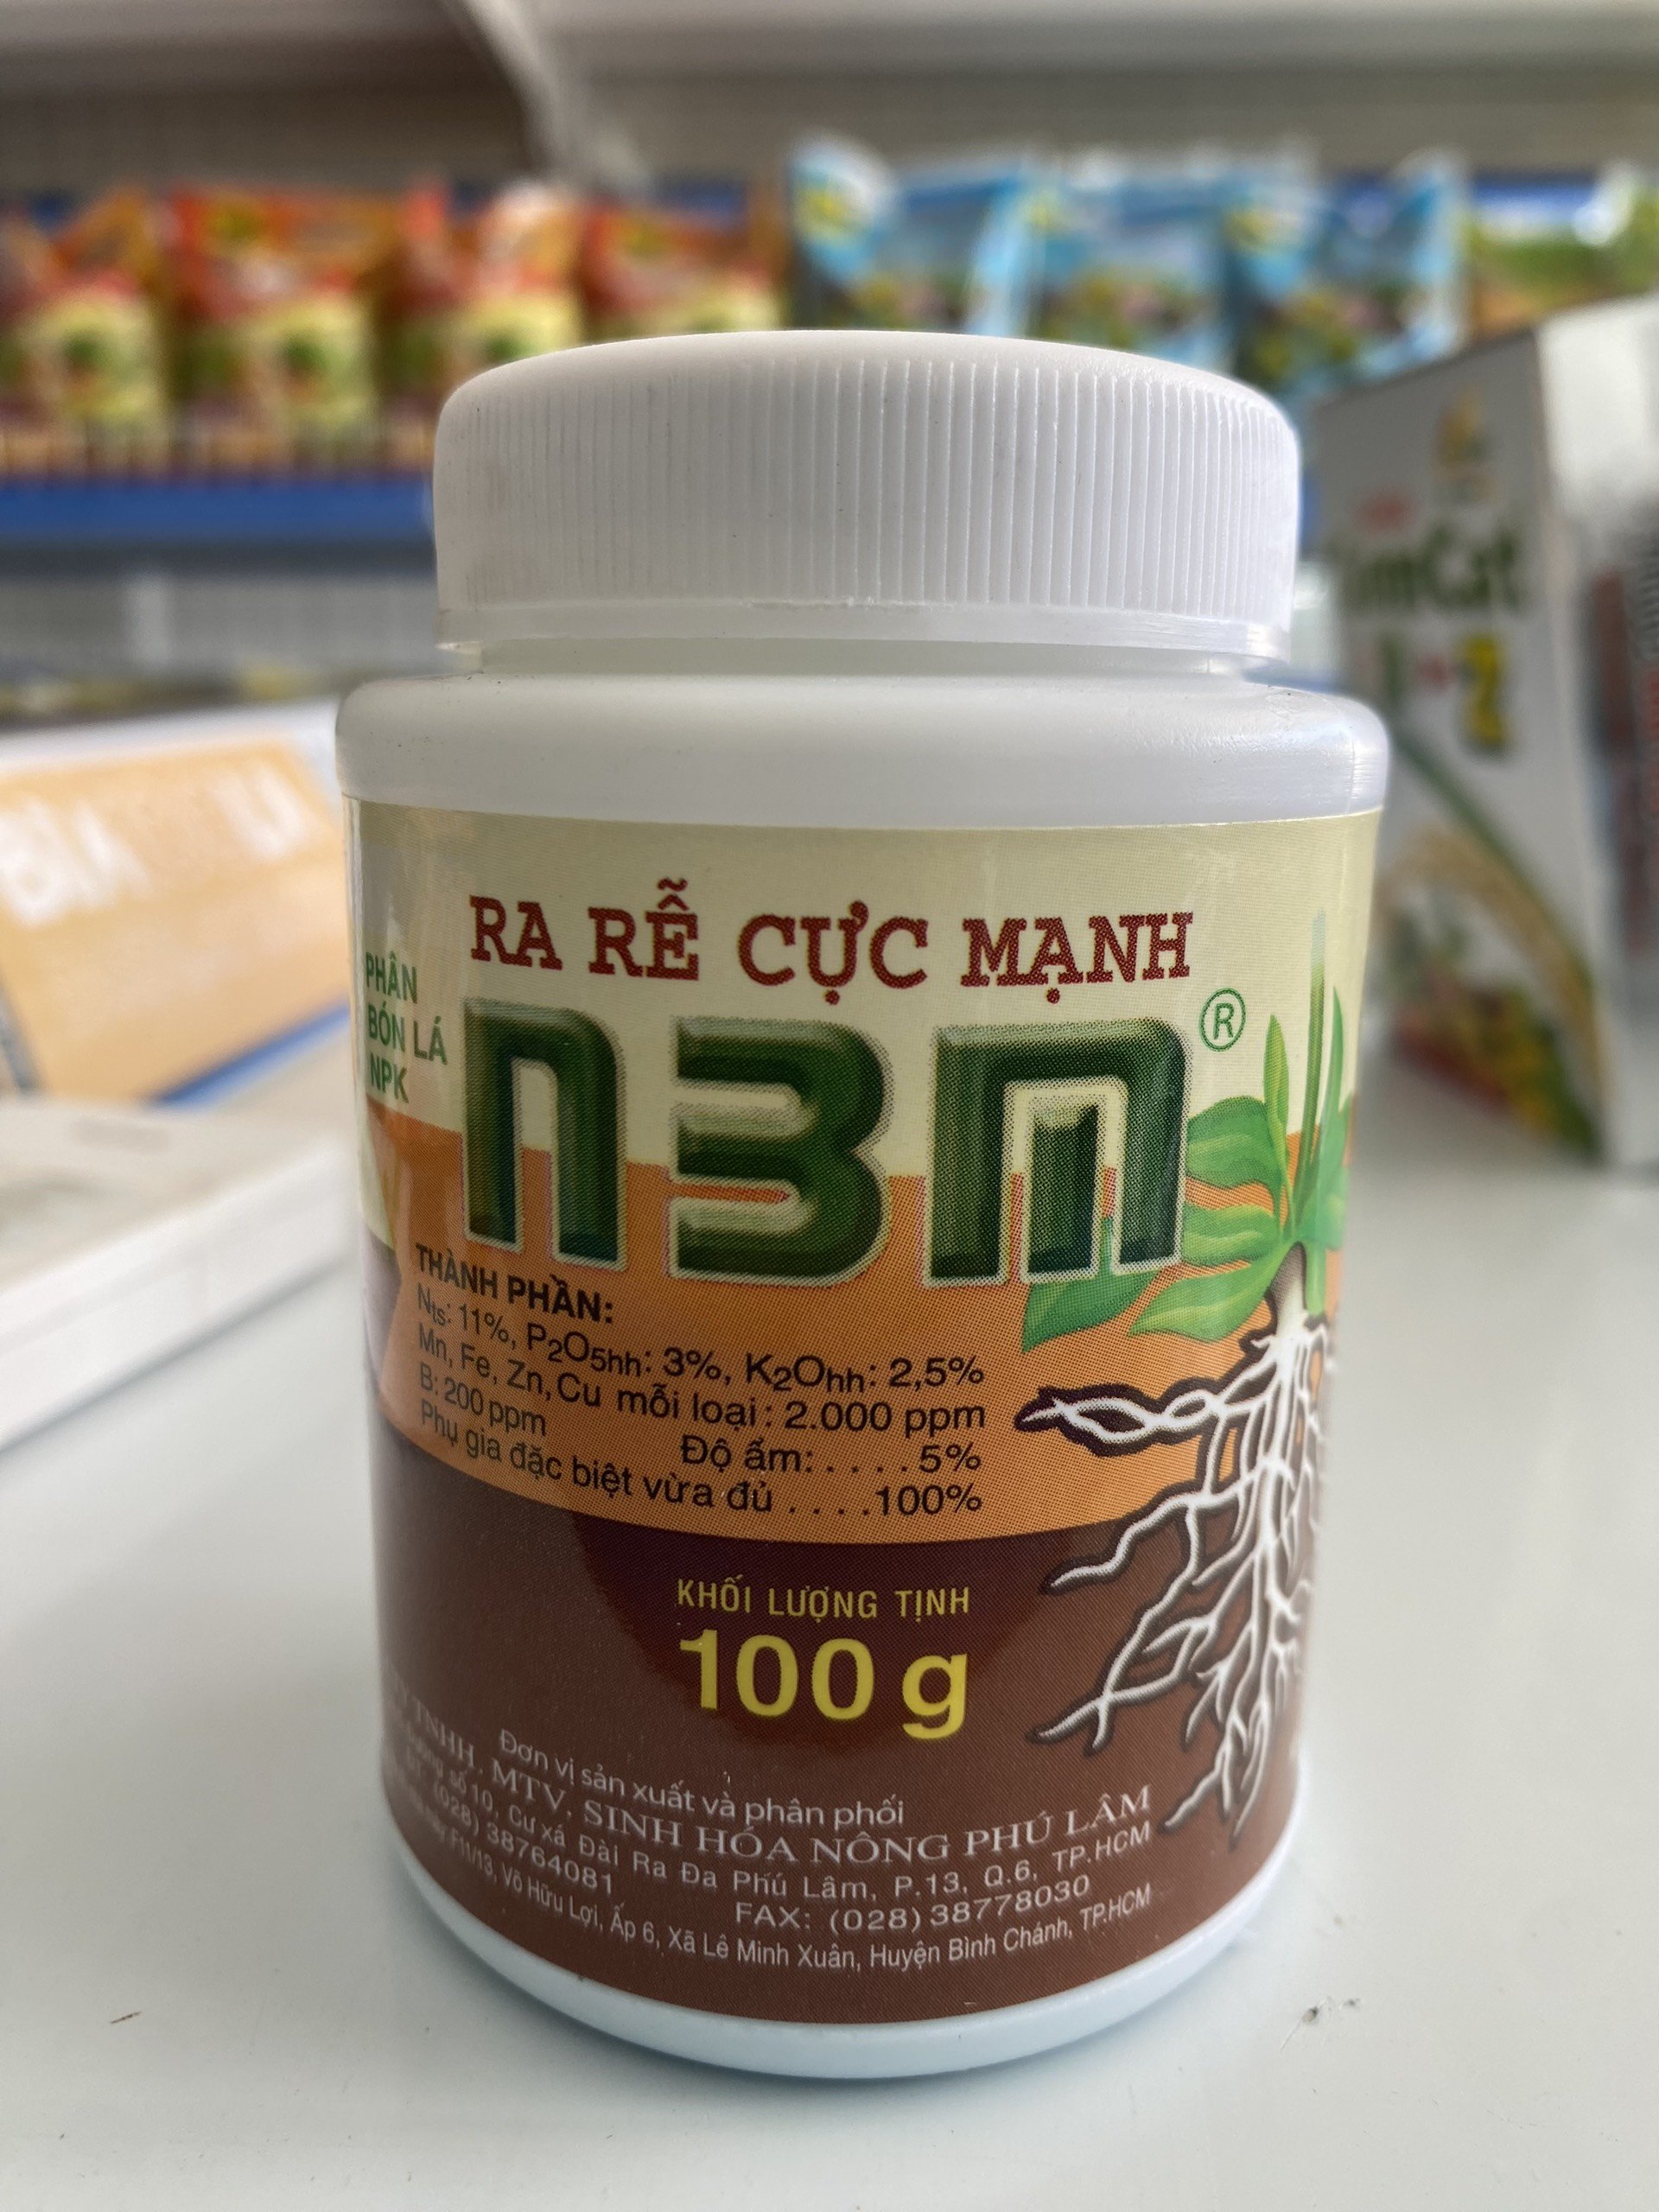 RA RỄ CỰC MẠNH
PHÂN
BÓN LÁ
NPK
N3M®
THÀNH PHẦN:
Nts: 11%, P2O5hh: 3%, K2Ohh: 2,5%
Mn, Fe, Zn, Cu mỗi loại: 2.000 ppm
B: 200 ppm Độ ẩm: . . . . 5%
Phụ gia đặc biệt vừa đủ . . . .100%
KHỐI LƯỢNG TỊNH
100 g
Đơn vị sản xuất và phân phối
TNHH. MTV. SINH HÓA NÔNG PHÚ LÂM
số 10, Cư xá Đài Ra Đa Phú Lâm, P.13, Q.6, TP.HCM
(028) 38764081 FAX: (028) 38778030
F11/13, Võ Hữu Lợi, Ấp 6, Xã Lê Minh Xuân, Huyện Bình Chánh, TP.HCM